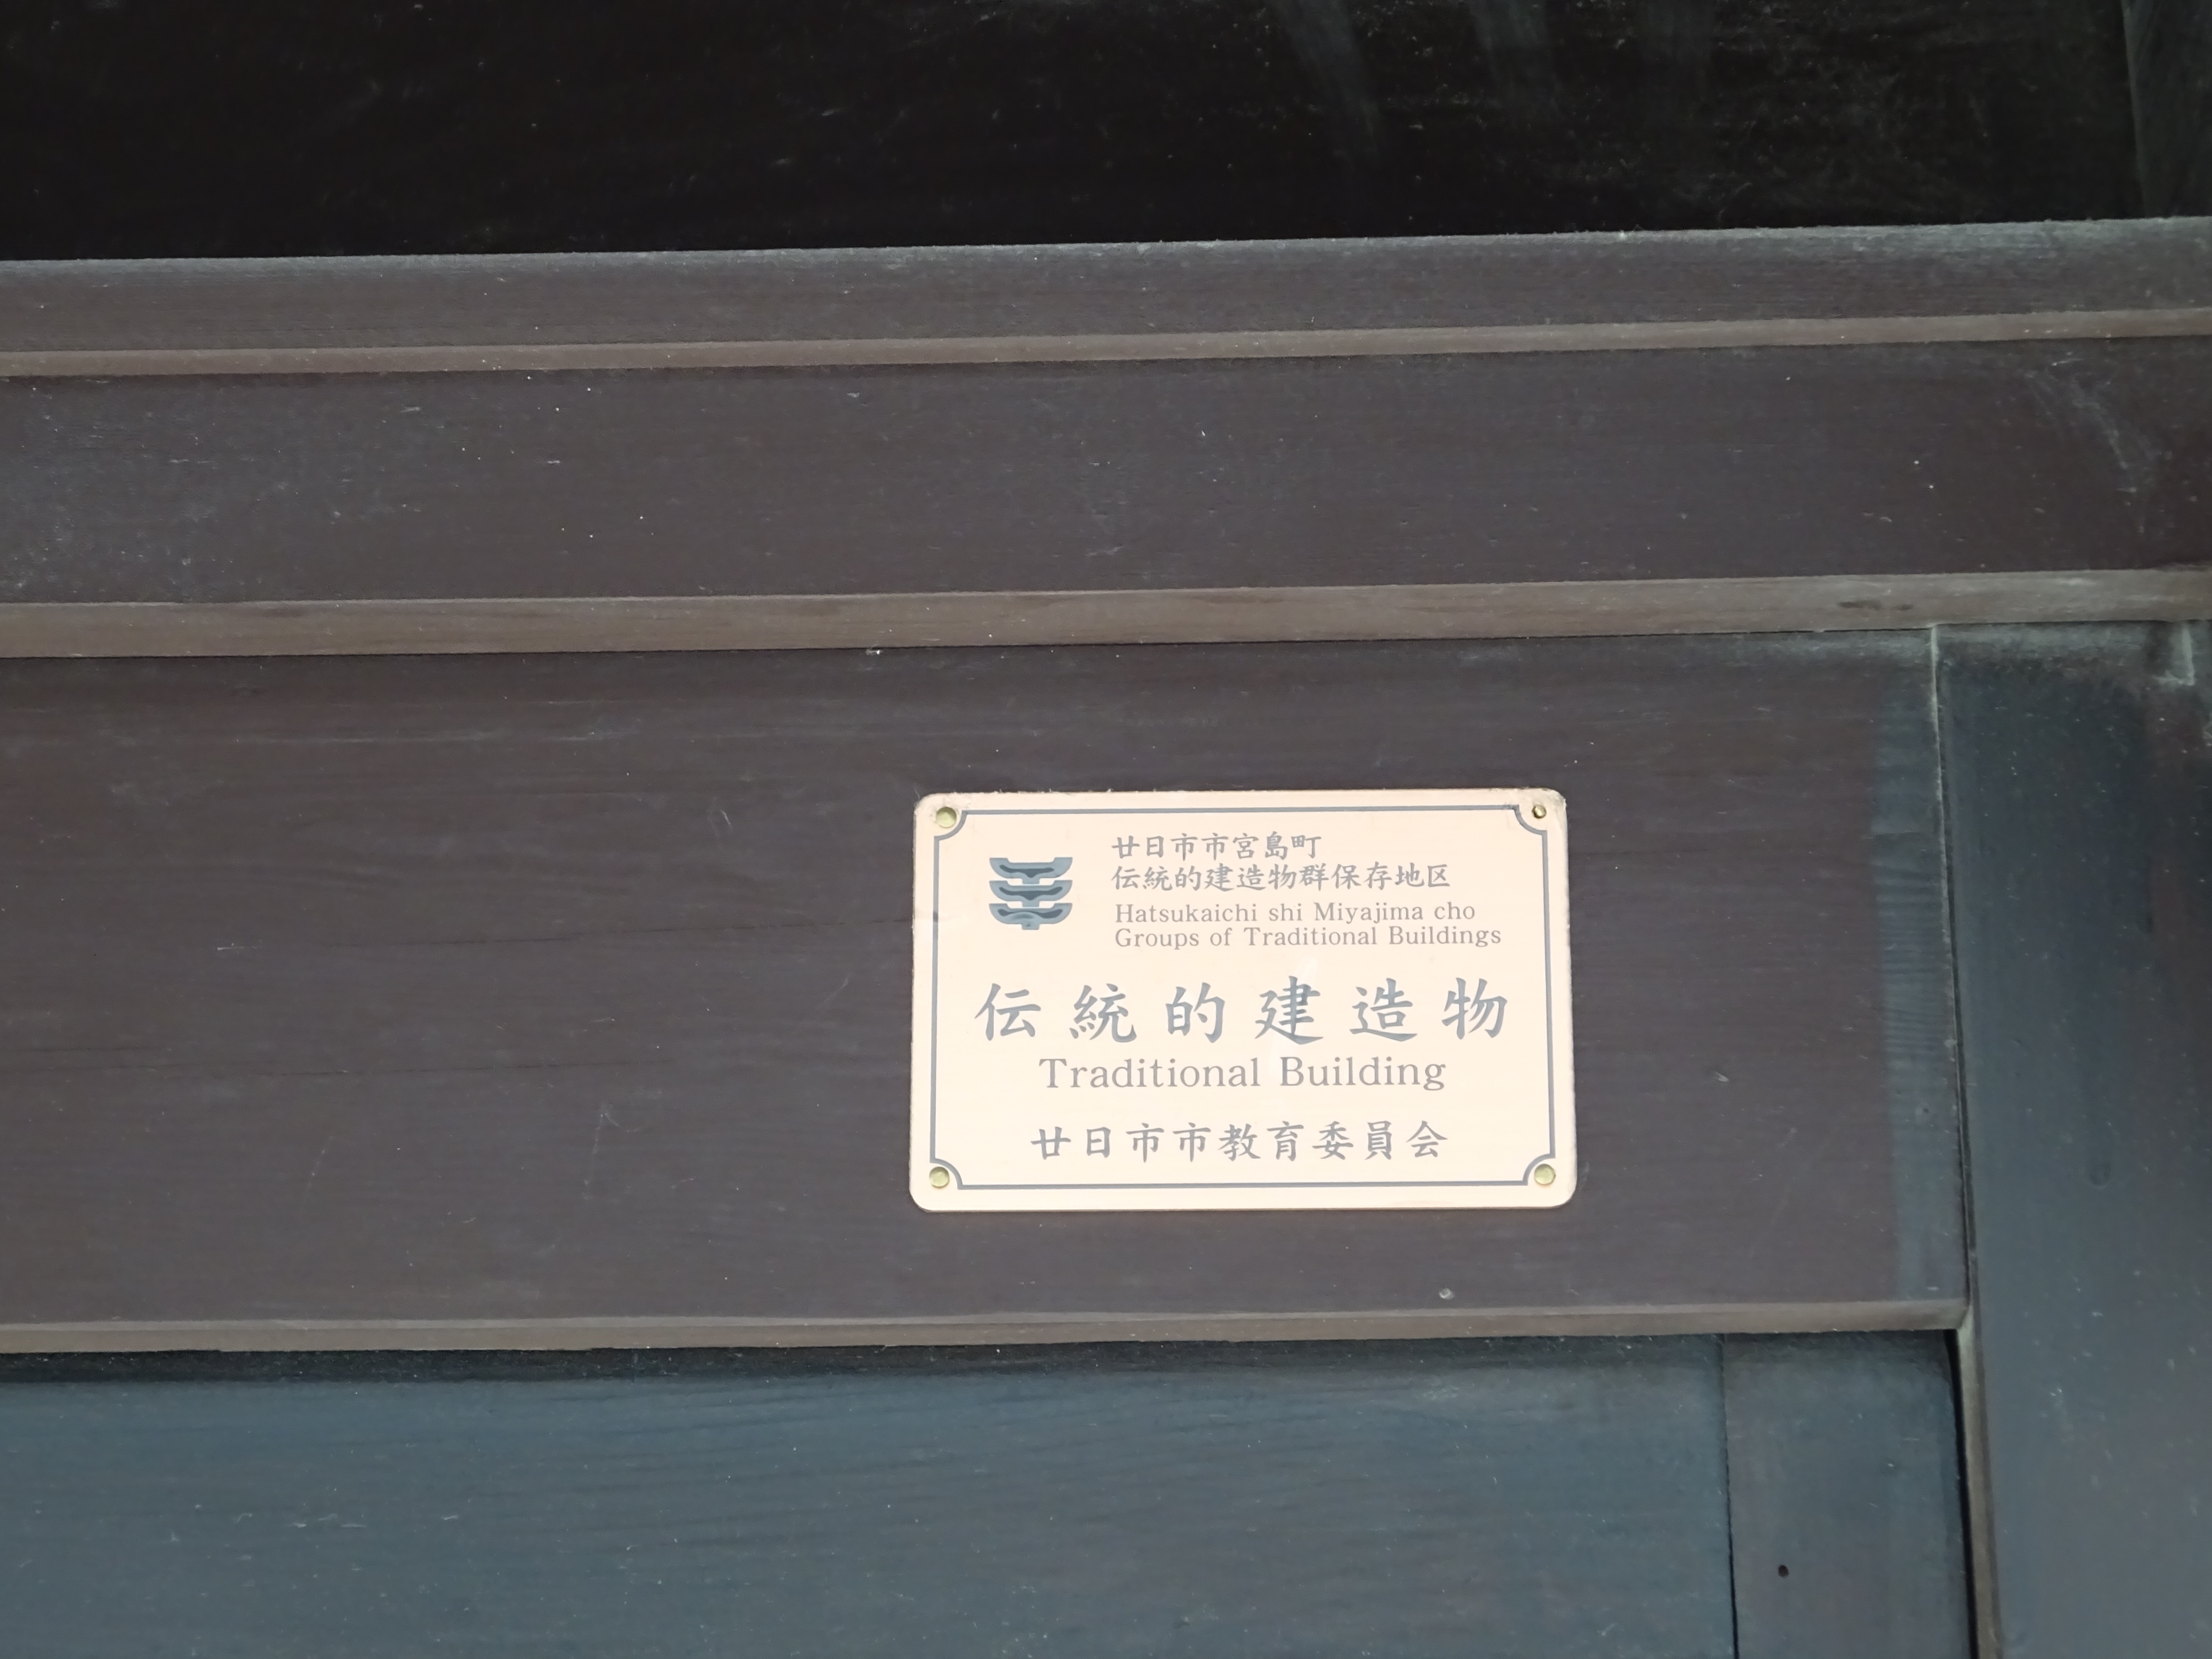 廿日市市宮島町
伝統的建造物群保存地区
Hatsukaichi shi Miyajima cho
Groups of Traditional Buildings
伝統的建造物
Traditional Building
廿日市市教育委員会